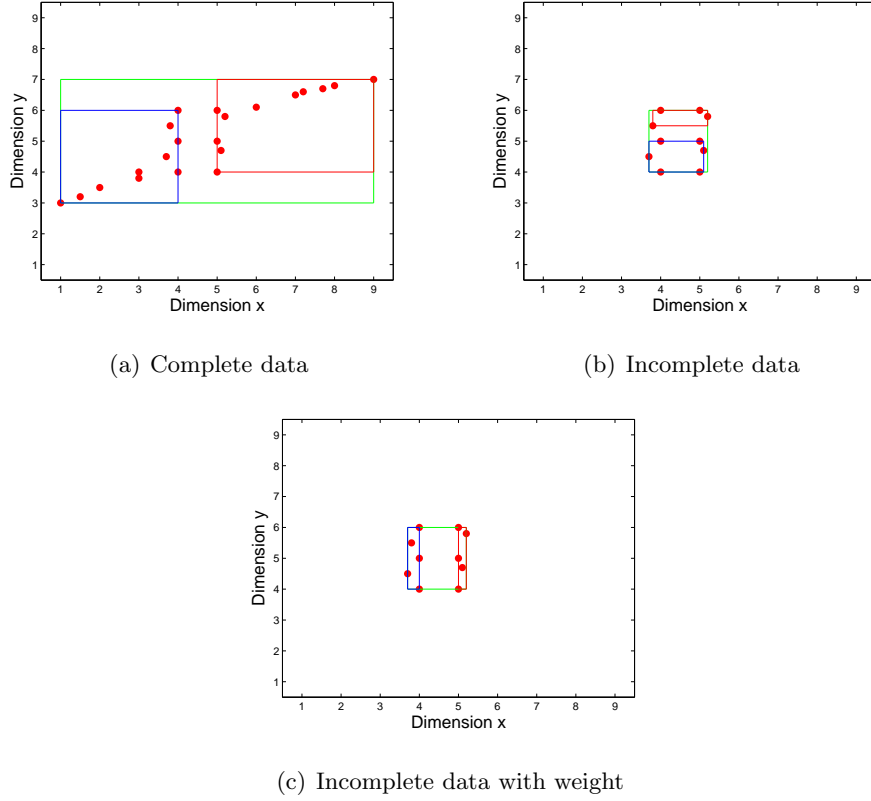 9
8
7
6
5
4
3
2
1
Dimension y
1 2 3 4 5 6 7 8 9
Dimension x
(a) Complete data
9
8
7
6
5
4
3
2
1
Dimension y
1 2 3 4 5 6 7 8 9
Dimension x
(b) Incomplete data
9
8
7
6
5
4
3
2
1
Dimension y
1 2 3 4 5 6 7 8 9
Dimension x
(c) Incomplete data with weight